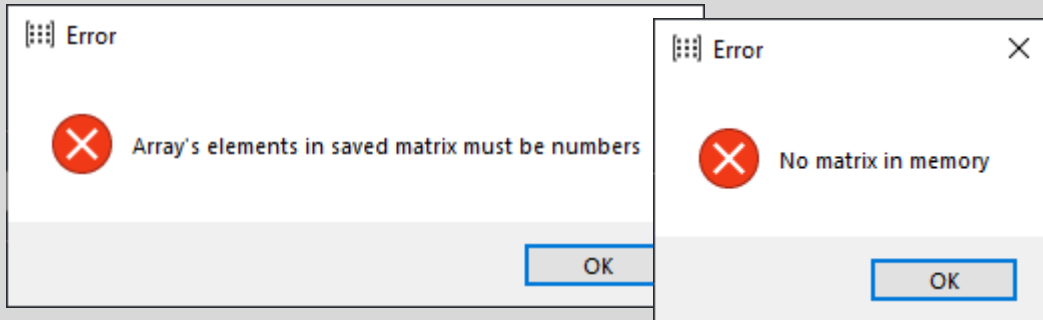 Error
Array's elements in saved matrix must be numbers
OK
Error
No matrix in memory
OK